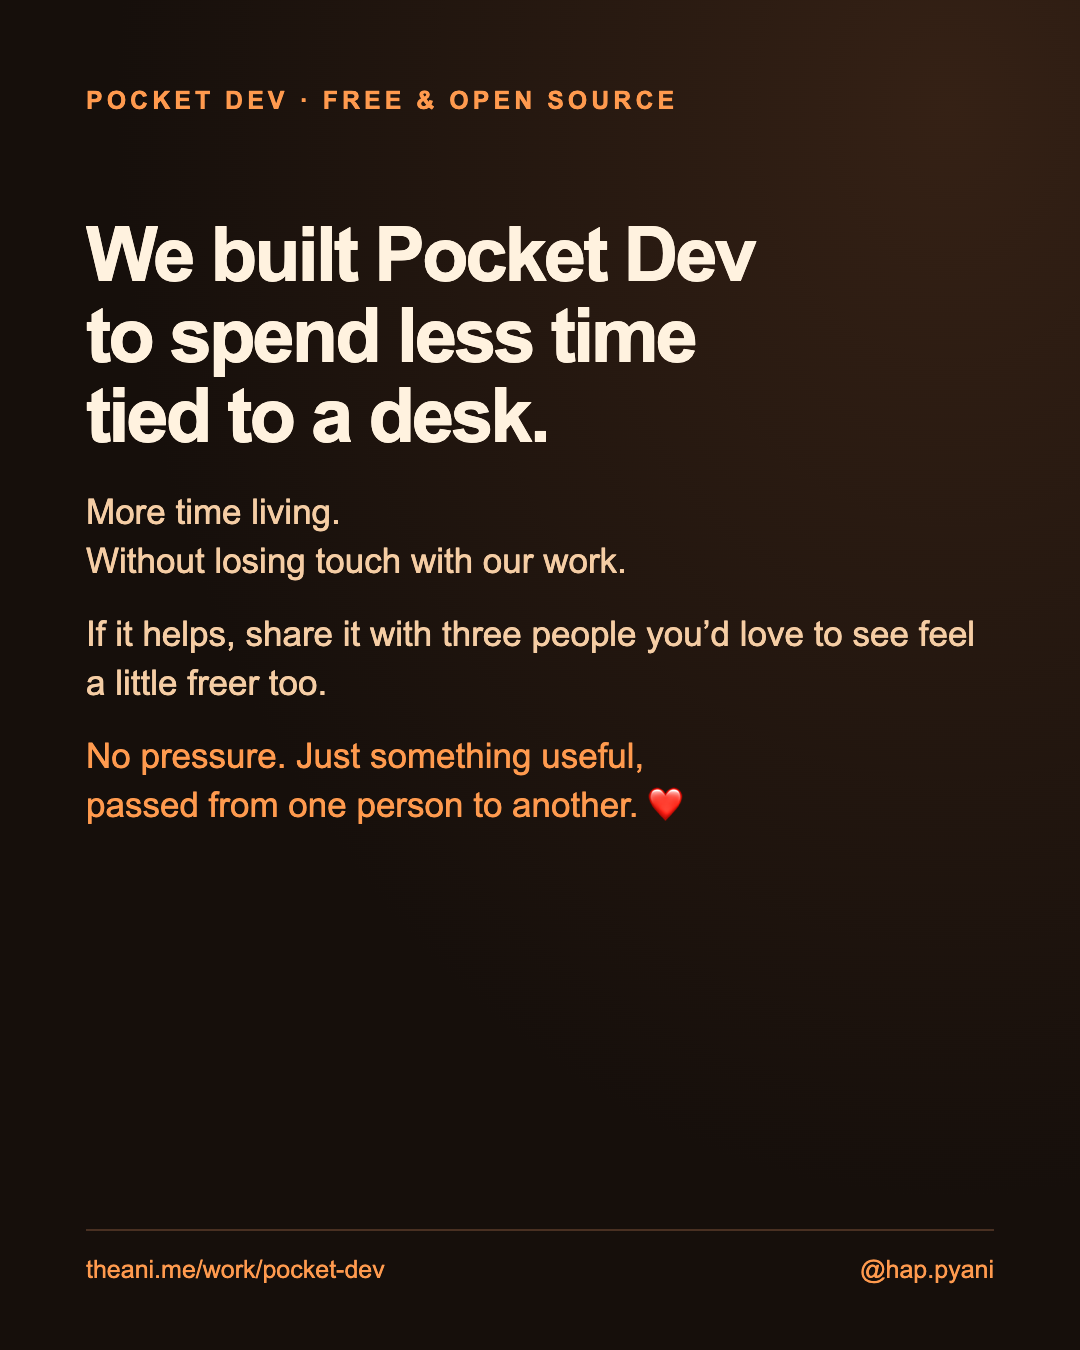 POCKET DEV · FREE & OPEN SOURCE
We built Pocket Dev
to spend less time
tied to a desk.
More time living.
Without losing touch with our work.
If it helps, share it with three people you’d love to see feel
a little freer too.
No pressure. Just something useful,
passed from one person to another. ❤️
theani.me/work/pocket-dev
@hap.pyani